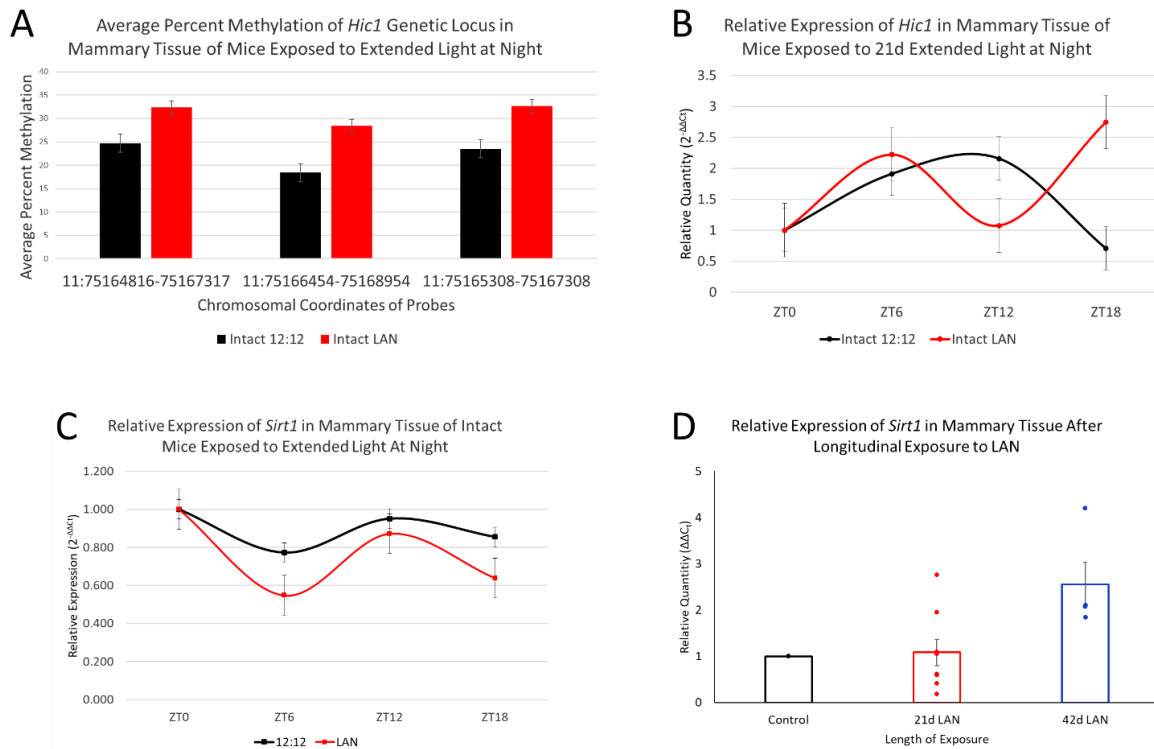 A
Average Percent Methylation of Hic1 Genetic Locus in
Mammary Tissue of Mice Exposed to Extended Light at Night
Average Percent Methylation
40
35
30
25
20
15
10
5
0
11:75164816-75167317 11:75166454-75168954 11:75165308-75167308
Chromosomal Coordinates of Probes
Intact 12:12 Intact LAN
B
Relative Expression of Hic1 in Mammary Tissue of
Mice Exposed to 21d Extended Light at Night
Relative Quantity (2^-ΔΔCt)
3.5
3
2.5
2
1.5
1
0.5
0
ZT0 ZT6 ZT12 ZT18
Intact 12:12 Intact LAN
C
Relative Expression of Sirt1 in Mammary Tissue of Intact
Mice Exposed to Extended Light At Night
Relative Expression (2^-ΔΔCt)
1.200
1.000
0.800
0.600
0.400
0.200
0.000
ZT0 ZT6 ZT12 ZT18
12:12 LAN
D
Relative Expression of Sirt1 in Mammary Tissue After
Longitudinal Exposure to LAN
Relative Quantitiy (ΔΔCt)
5
4
3
2
1
0
Control 21d LAN 42d LAN
Length of Exposure